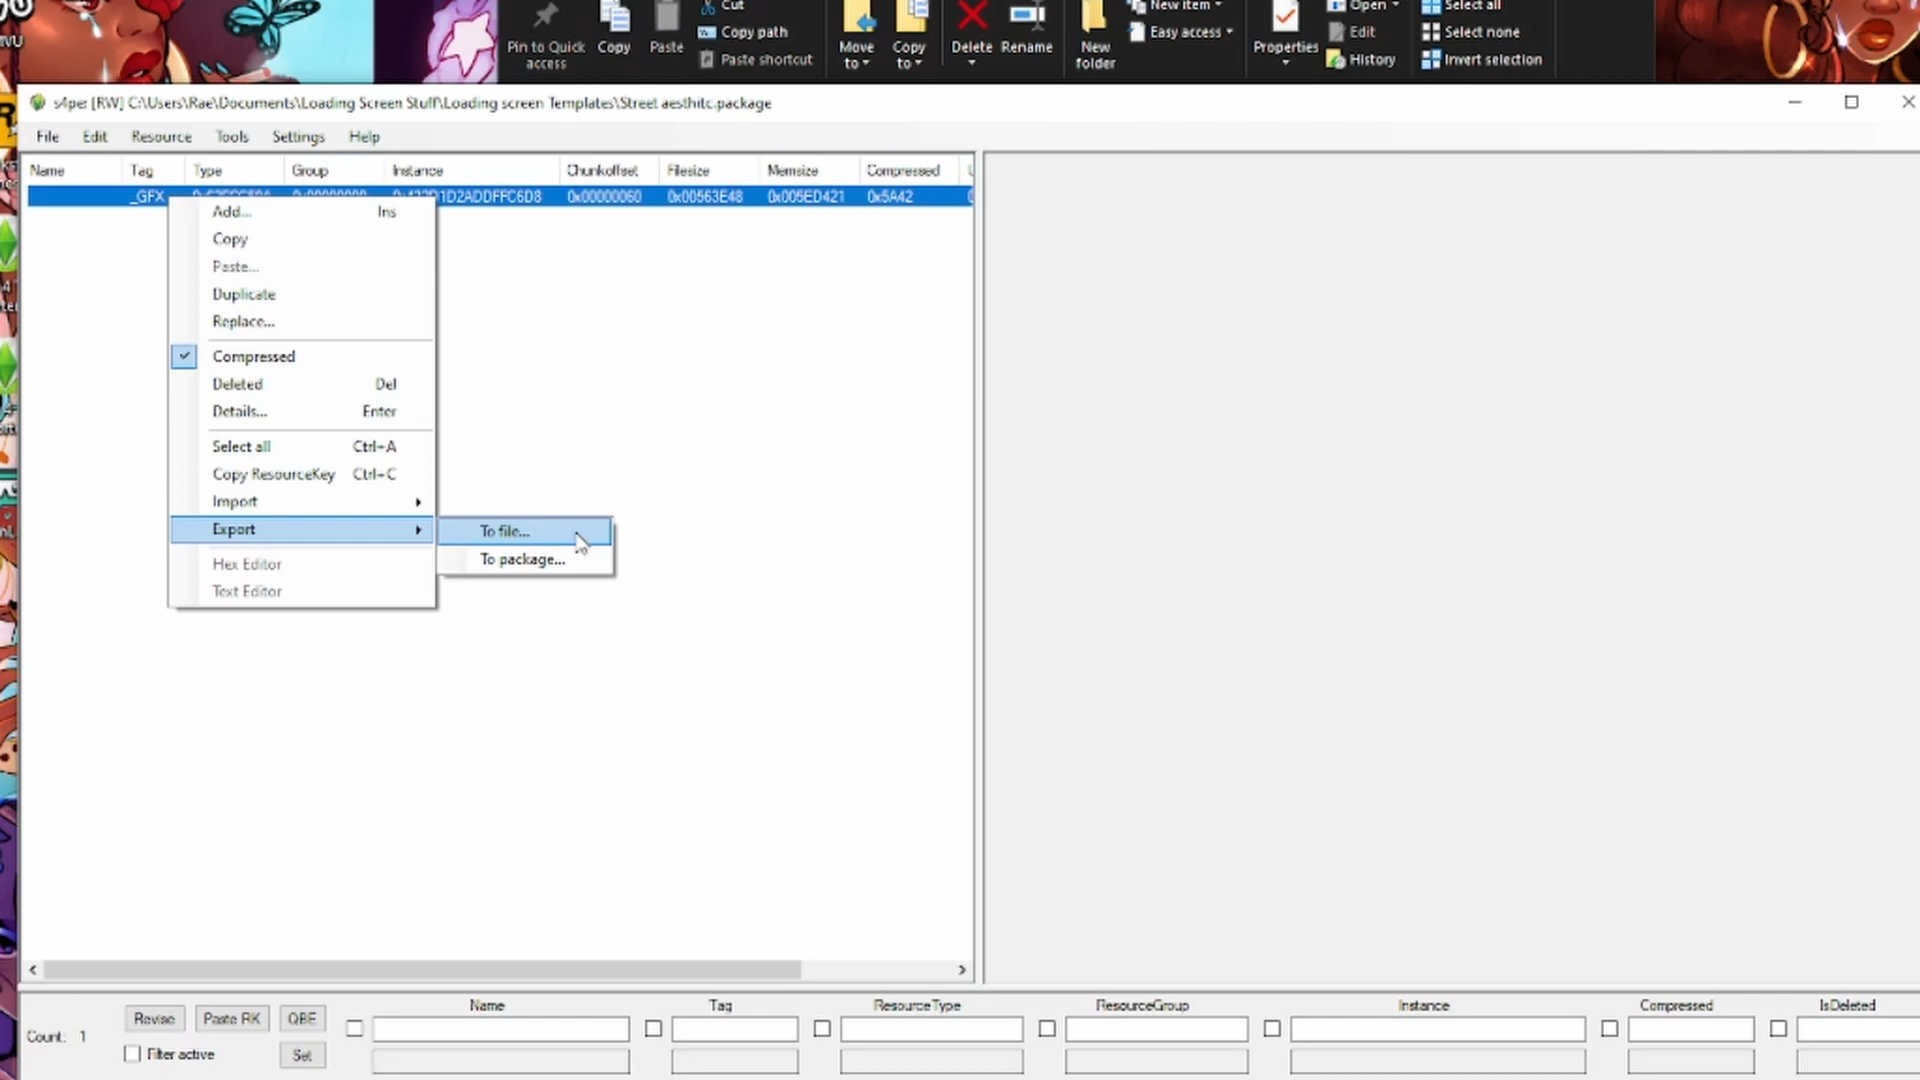 Cut
New item
Open
Select all
Pin to Quick access
Copy
Paste
Copy path
Paste shortcut
Move to
Copy to
Delete
Rename
New folder
Easy access
Properties
Edit
History
Select none
Invert selection
s4pe: [RW] C:\Users\Rae\Documents\Loading Screen Stuff\Loading screen Templates\Street aesthitc.package
File Edit Resource Tools Settings Help
Name Tag Type Group Instance Chunkoffset Filesize Memsize Compressed
_GFX D1D2ADDFFC6D8 0x00000060 0x00563E48 0x005ED421 0x5A42
Add... Ins
Copy
Paste...
Duplicate
Replace...
Compressed
Deleted Del
Details... Enter
Select all Ctrl+A
Copy ResourceKey Ctrl+C
Import
Export
To file...
To package...
Hex Editor
Text Editor
Name Tag ResourceType ResourceGroup Instance Compressed IsDeleted
Revise Paste RK QBE
Count: 1
Filter active Set